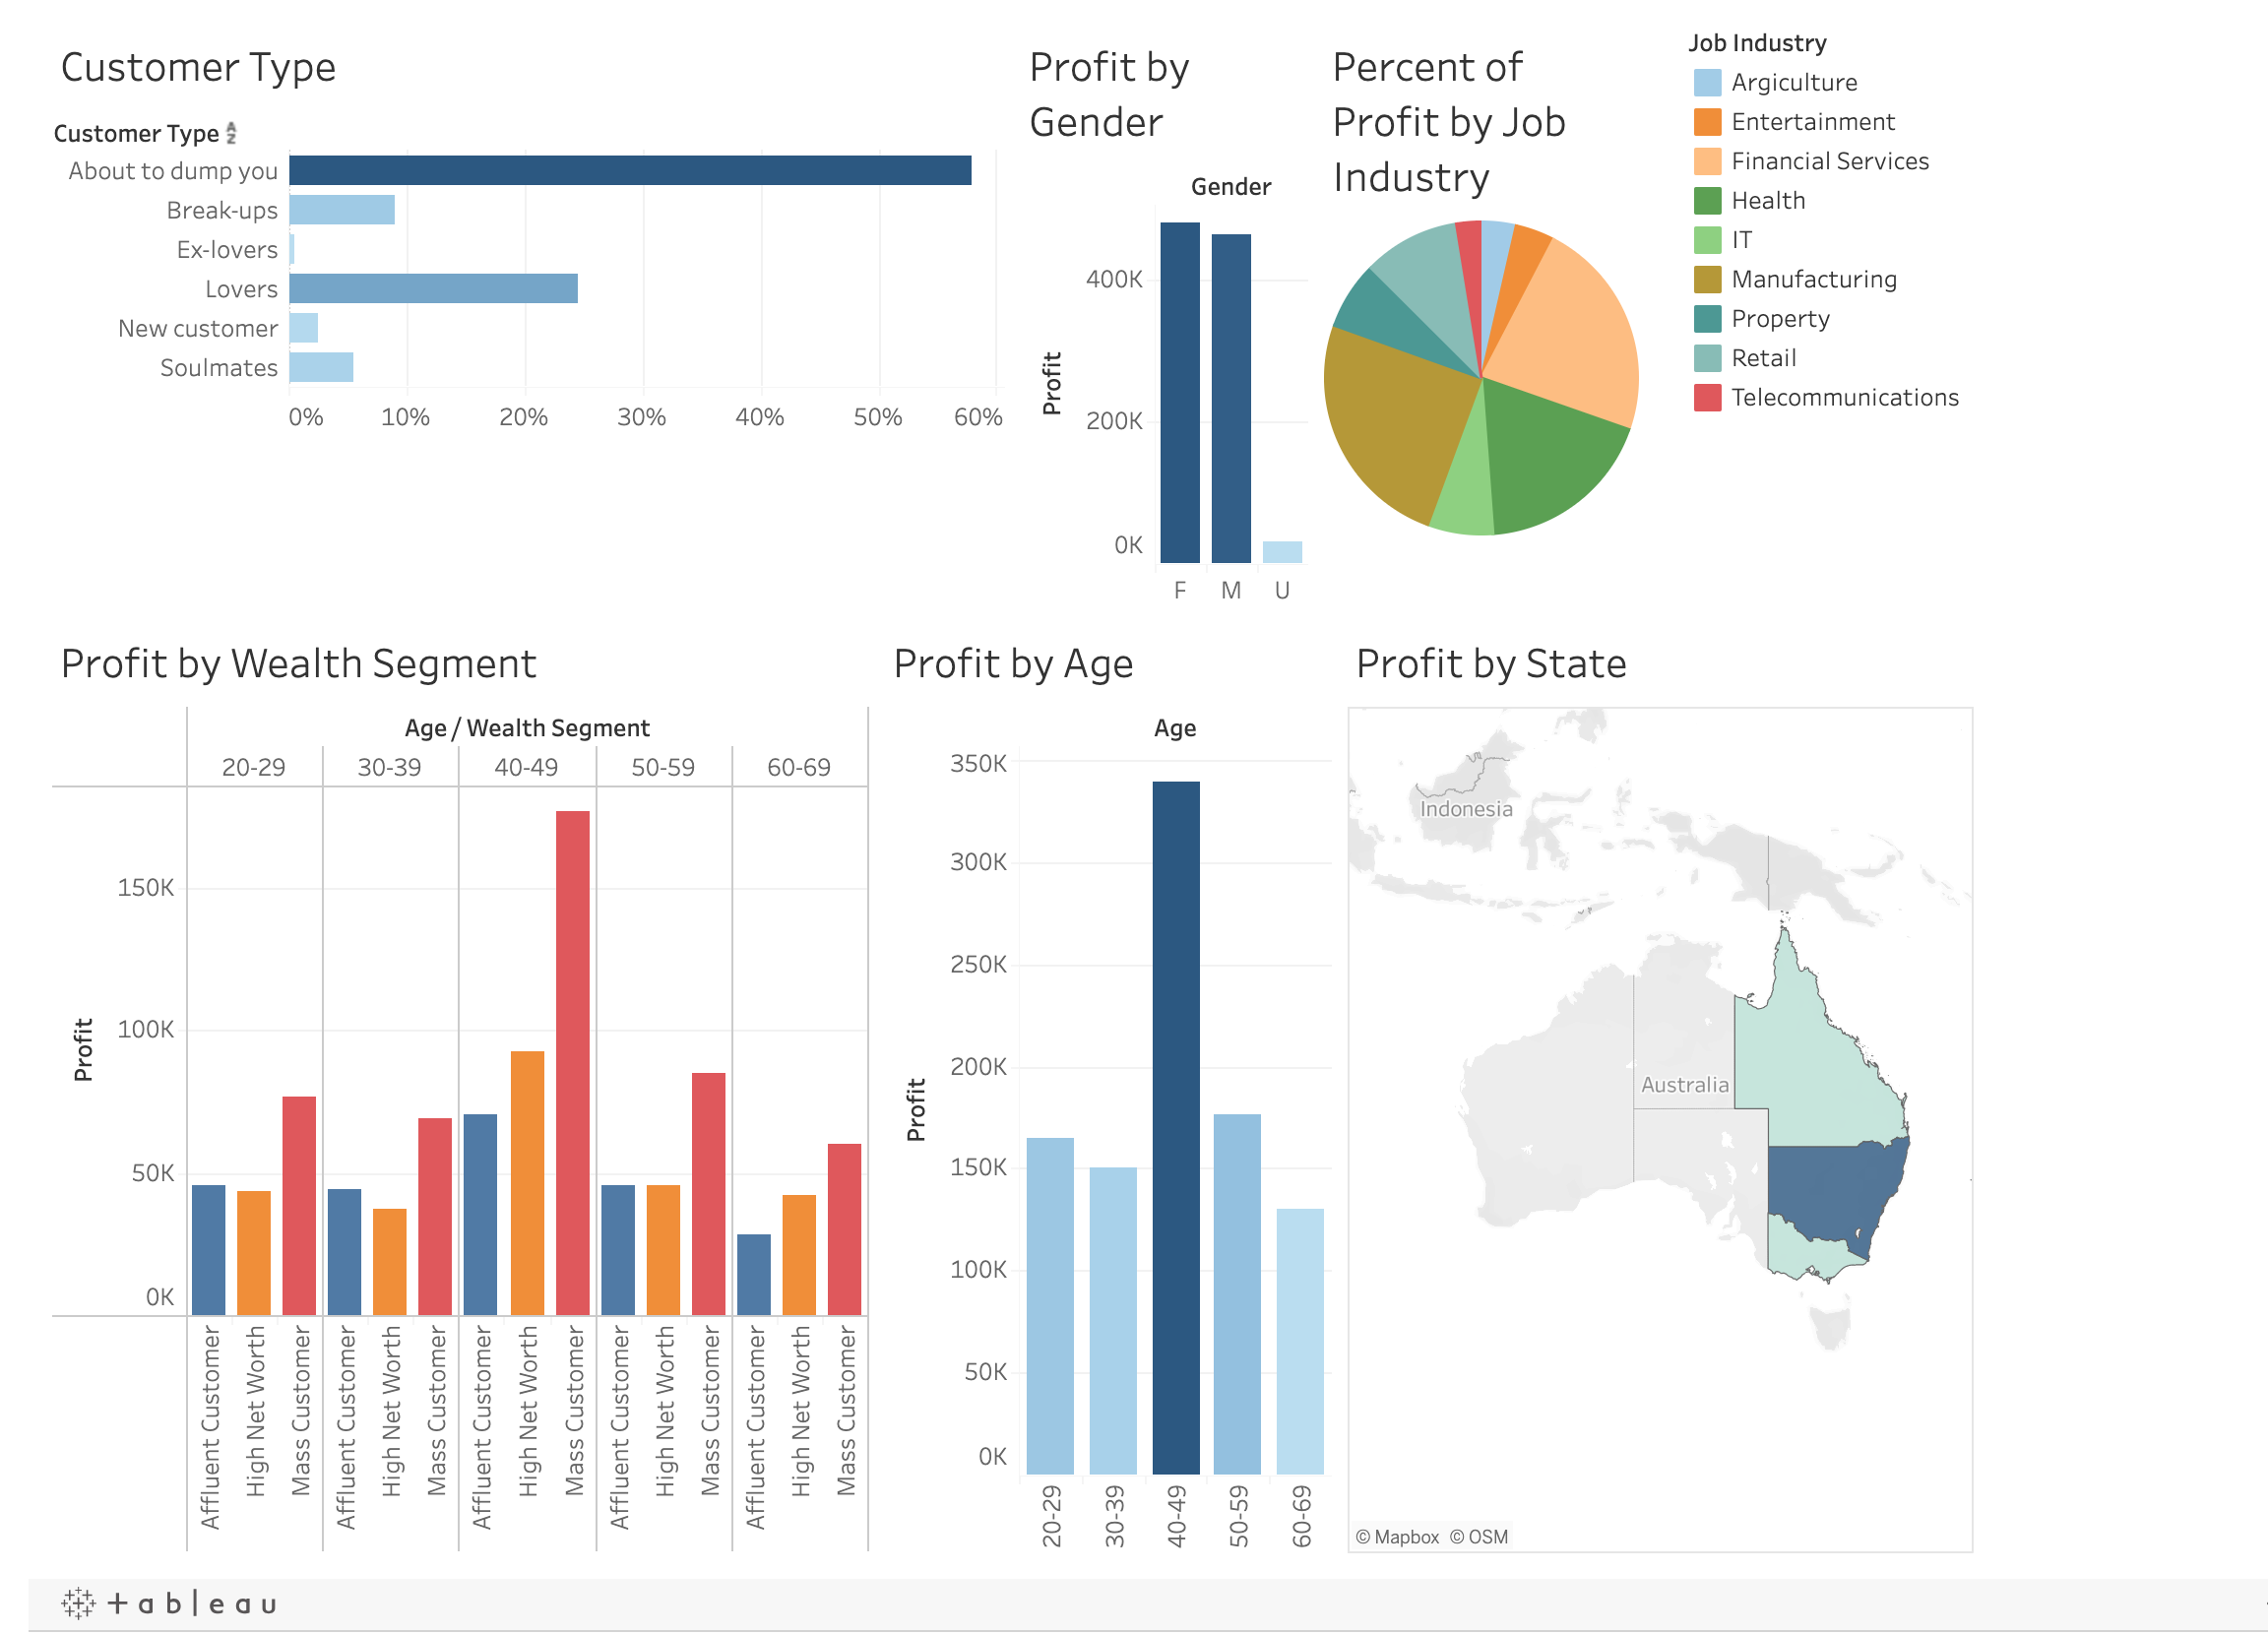 Customer Type
Customer Type
About to dump you
Break-ups
Ex-lovers
Lovers
New customer
Soulmates
0% 10% 20% 30% 40% 50% 60%
Profit by
Gender
Gender
Profit
400K
200K
0K
F M U
Percent of
Profit by Job
Industry
Job Industry
Argiculture
Entertainment
Financial Services
Health
IT
Manufacturing
Property
Retail
Telecommunications
Profit by Wealth Segment
Age / Wealth Segment
20-29 30-39 40-49 50-59 60-69
Profit
150K
100K
50K
0K
Affluent Customer
High Net Worth
Mass Customer
Affluent Customer
High Net Worth
Mass Customer
Affluent Customer
High Net Worth
Mass Customer
Affluent Customer
High Net Worth
Mass Customer
Affluent Customer
High Net Worth
Mass Customer
Profit by Age
Age
Profit
350K
300K
250K
200K
150K
100K
50K
0K
20-29
30-39
40-49
50-59
60-69
Profit by State
Indonesia
Australia
© Mapbox © OSM
+ableau